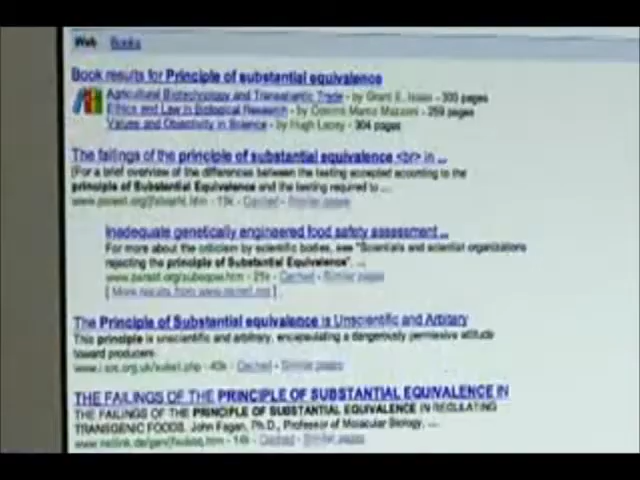 Web Books
Book results for Principle of substantial equivalence
Agricultural Biotechnology and Transatlantic Trade - by Grant E. Isaac - 303 pages
Ethics and Law in Biological Research - by Cosimo Marco Mazzoni - 259 pages
Values and Objectivity in Science - by Hugh Lacey - 304 pages
The failings of the principle of substantial equivalence <br> in ...
(For a brief overview of the differences between the testing accepted according to the
principle of Substantial Equivalence and the testing required to ...
Cached - Similar pages
Inadequate genetically engineered food safety assessment ...
For more about the criticism by scientific bodies, see "Scientists and scientific organizations
rejecting the principle of Substantial Equivalence". ...
Cached - Similar pages
[ More results from www.psrast.org ]
The Principle of Substantial equivalence is Unscientific and Arbitrary
This principle is unscientific and arbitrary, encapsulating a dangerously permissive attitude
toward producers.
Cached - Similar pages
THE FAILINGS OF THE PRINCIPLE OF SUBSTANTIAL EQUIVALENCE IN
THE FAILINGS OF THE PRINCIPLE OF SUBSTANTIAL EQUIVALENCE IN REGULATING
TRANSGENIC FOODS. John Fagan, Ph.D., Professor of Molecular Biology, ...
Cached - Similar pages